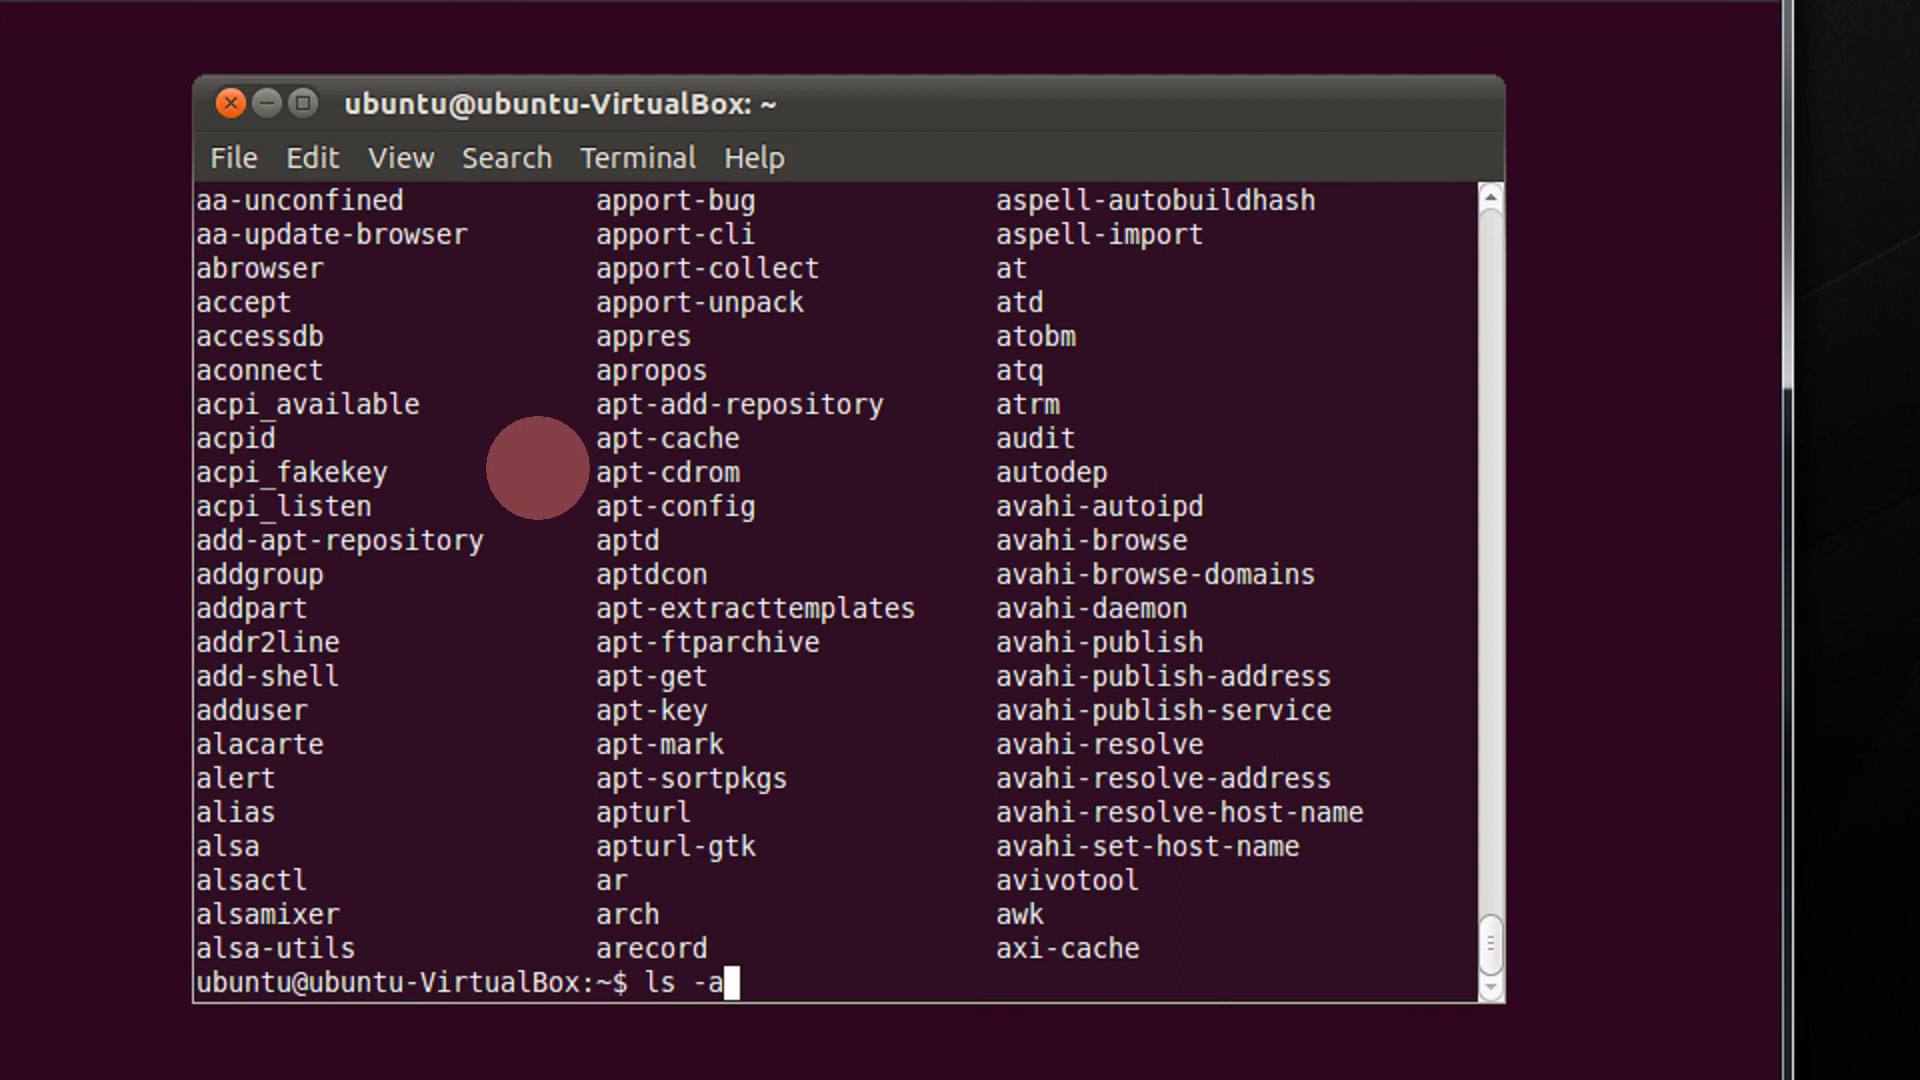 ubuntu@ubuntu-VirtualBox: ~
File Edit View Search Terminal Help
aa-unconfined apport-bug aspell-autobuildhash
aa-update-browser apport-cli aspell-import
abrowser apport-collect at
accept apport-unpack atd
accessdb appres atobm
aconnect apropos atq
acpi_available apt-add-repository atrm
acpid apt-cache audit
acpi_fakekey apt-cdrom autodep
acpi_listen apt-config avahi-autoipd
add-apt-repository aptd avahi-browse
addgroup aptdcon avahi-browse-domains
addpart apt-extracttemplates avahi-daemon
addr2line apt-ftparchive avahi-publish
add-shell apt-get avahi-publish-address
adduser apt-key avahi-publish-service
alacarte apt-mark avahi-resolve
alert apt-sortpkgs avahi-resolve-address
alias apturl avahi-resolve-host-name
alsa apturl-gtk avahi-set-host-name
alsactl ar avivotool
alsamixer arch awk
alsa-utils arecord axi-cache
ubuntu@ubuntu-VirtualBox:~$ ls -a